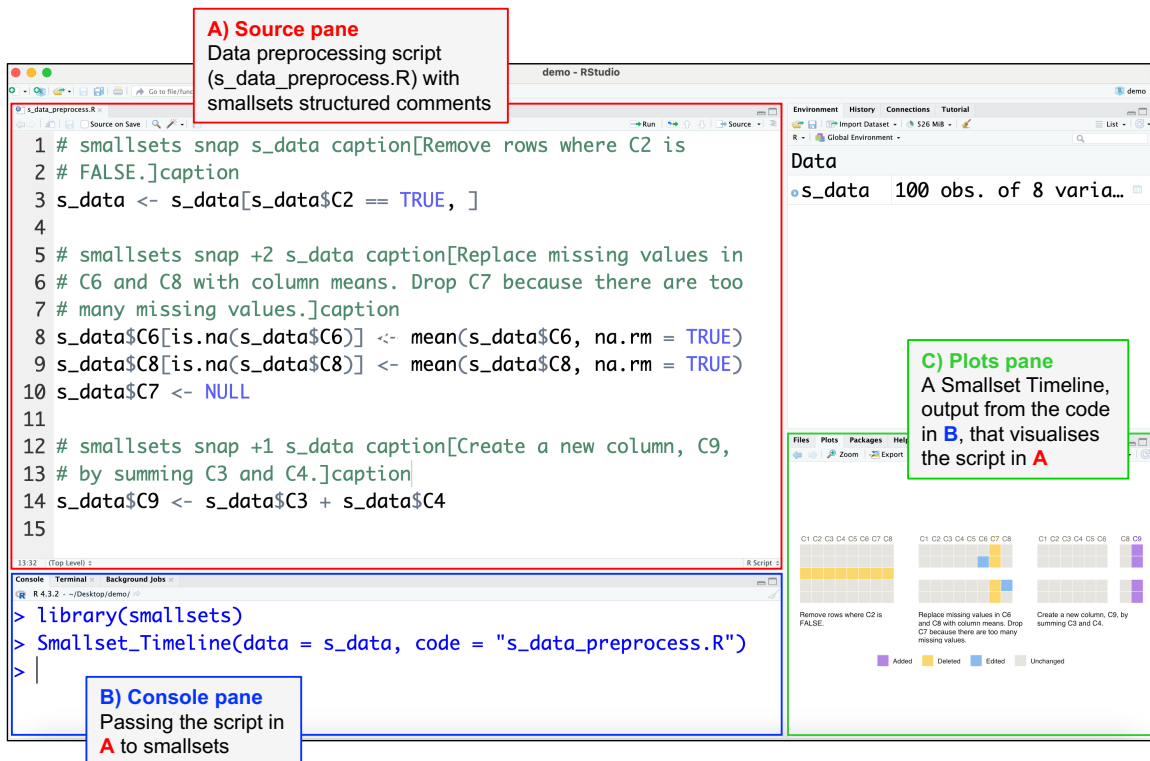 A) Source pane
Data preprocessing script
(s_data_preprocess.R) with
smallsets structured comments
demo - RStudio
Go to file/func
demo
s_data_preprocess.R
Source on Save
Run
Source
1 # smallsets snap s_data caption[Remove rows where C2 is
2 # FALSE.]caption
3 s_data <- s_data[s_data$C2 == TRUE, ]
4
5 # smallsets snap +2 s_data caption[Replace missing values in
6 # C6 and C8 with column means. Drop C7 because there are too
7 # many missing values.]caption
8 s_data$C6[is.na(s_data$C6)] <- mean(s_data$C6, na.rm = TRUE)
9 s_data$C8[is.na(s_data$C8)] <- mean(s_data$C8, na.rm = TRUE)
10 s_data$C7 <- NULL
11
12 # smallsets snap +1 s_data caption[Create a new column, C9,
13 # by summing C3 and C4.]caption
14 s_data$C9 <- s_data$C3 + s_data$C4
15
13:32 (Top Level)
R Script
Console Terminal Background Jobs
R 4.3.2 · ~/Desktop/demo/
> library(smallsets)
> Smallset_Timeline(data = s_data, code = "s_data_preprocess.R")
>
B) Console pane
Passing the script in
A to smallsets
Environment History Connections Tutorial
Import Dataset 526 MiB List
R Global Environment
Data
s_data 100 obs. of 8 varia…
C) Plots pane
A Smallset Timeline,
output from the code
in B, that visualises
the script in A
Files Plots Packages Help
Zoom Export
C1 C2 C3 C4 C5 C6 C7 C8
Remove rows where C2 is
FALSE.
C1 C2 C3 C4 C5 C6 C7 C8
Replace missing values in C6
and C8 with column means. Drop
C7 because there are too many
missing values.
C1 C2 C3 C4 C5 C6 C8 C9
Create a new column, C9, by
summing C3 and C4.
Added Deleted Edited Unchanged